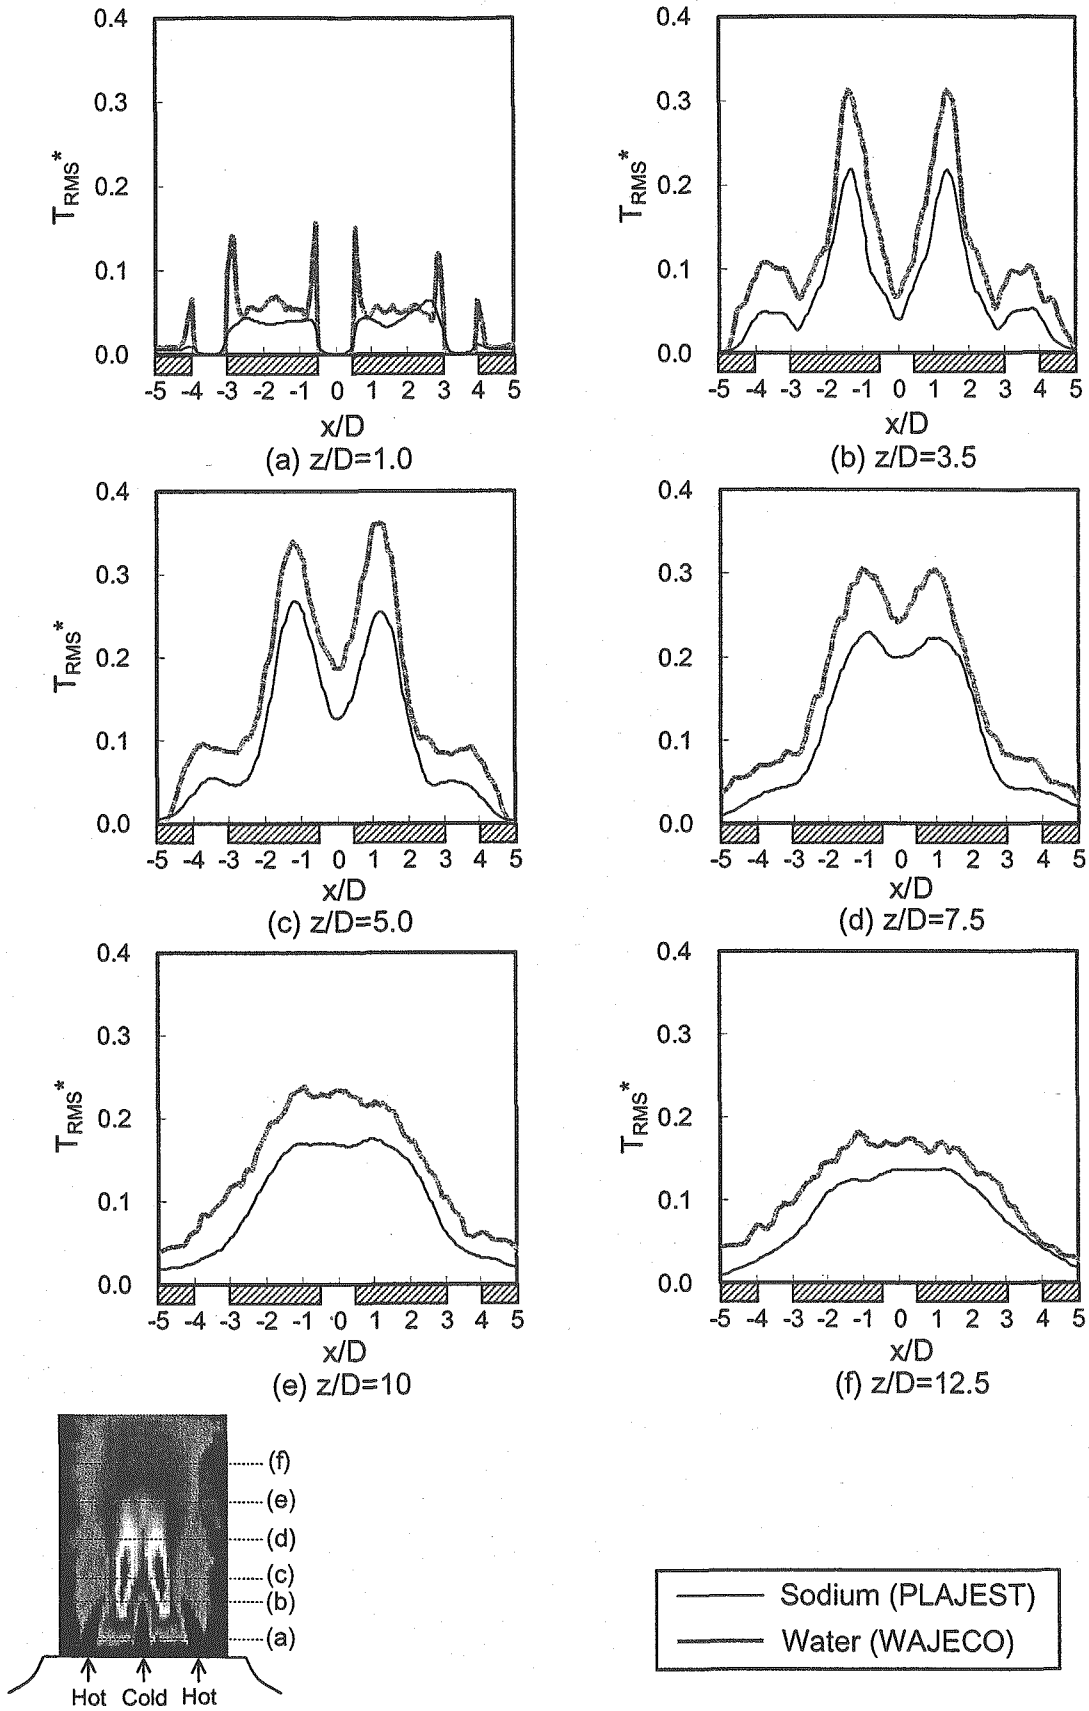 0.4 0.3 0.2 0.1 0.0
T_RMS*
-5 -4 -3 -2 -1 0 1 2 3 4 5
x/D
(a) z/D=1.0
0.4 0.3 0.2 0.1 0.0
T_RMS*
-5 -4 -3 -2 -1 0 1 2 3 4 5
x/D
(b) z/D=3.5
0.4 0.3 0.2 0.1 0.0
T_RMS*
-5 -4 -3 -2 -1 0 1 2 3 4 5
x/D
(c) z/D=5.0
0.4 0.3 0.2 0.1 0.0
T_RMS*
-5 -4 -3 -2 -1 0 1 2 3 4 5
x/D
(d) z/D=7.5
0.4 0.3 0.2 0.1 0.0
T_RMS*
-5 -4 -3 -2 -1 0 1 2 3 4 5
x/D
(e) z/D=10
0.4 0.3 0.2 0.1 0.0
T_RMS*
-5 -4 -3 -2 -1 0 1 2 3 4 5
x/D
(f) z/D=12.5
(f)
(e)
(d)
(c)
(b)
(a)
Hot Cold Hot
Sodium (PLAJEST)
Water (WAJECO)